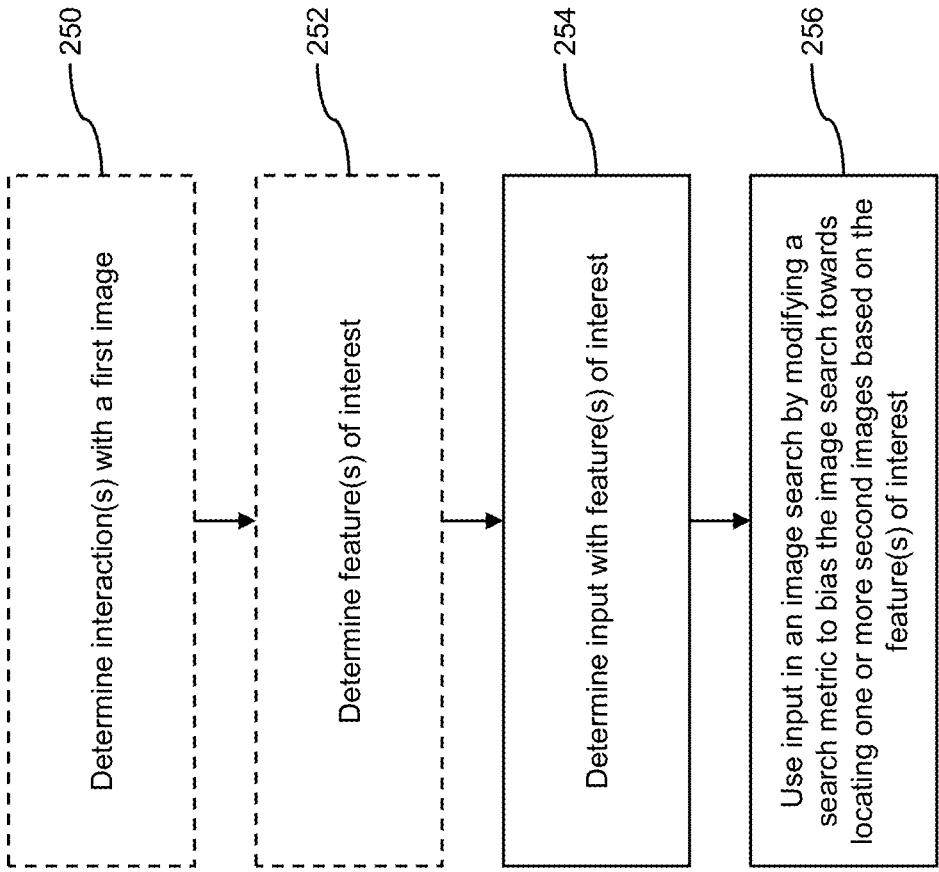 250
Determine interaction(s) with a first image
252
Determine feature(s) of interest
254
Determine input with feature(s) of interest
256
Use input in an image search by modifying a
search metric to bias the image search towards
locating one or more second images based on the
feature(s) of interest